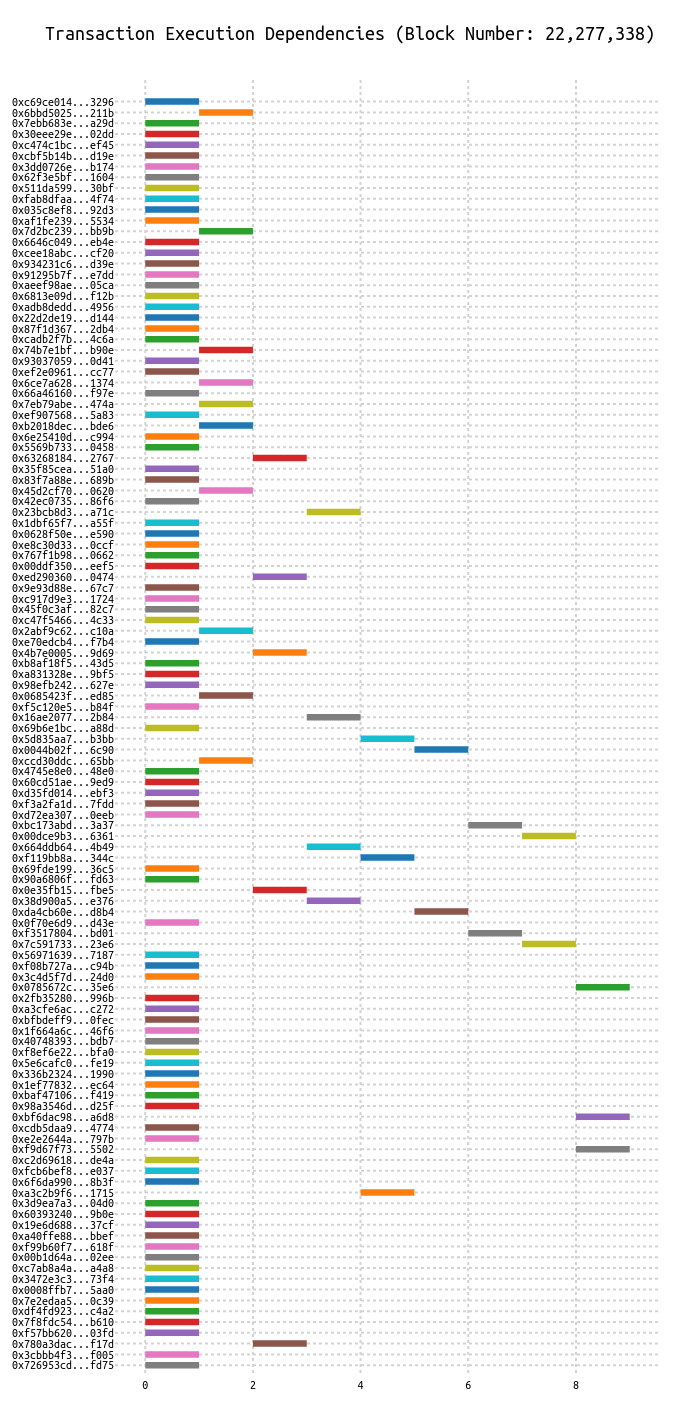 Transaction Execution Dependencies (Block Number: 22,277,338)
0xc69ce014...3296
0x6bbd5025...211b
0x7ebb683e...a29d
0x30eee29e...02dd
0xc474c1bc...ef45
0xcbf5b14b...d19e
0x3dd0726e...b174
0x62f3e5bf...1604
0x511da599...30bf
0xfab8dfaa...4f74
0x035c8ef8...92d3
0xaf1fe239...5534
0x7d2bc239...bb9b
0x6646c049...eb4e
0xcee18abc...cf20
0x934231c6...d39e
0x91295b7f...e7dd
0xaeef98ae...05ca
0x6813e09d...f12b
0xadb8dedd...4956
0x22d2de19...d144
0x87f1d367...2db4
0xcadb2f7b...4c6a
0x74b7e1bf...b90e
0x93037059...0d41
0xef2e0961...cc77
0x6ce7a628...1374
0x66a46160...f97e
0x7eb79abe...474a
0xef907568...5a83
0xb2018dec...bde6
0x6e25410d...c994
0x5569b733...0458
0x63268184...2767
0x35f85cea...51a0
0x83f7a88e...689b
0x45d2cf70...0620
0x42ec0735...86f6
0x23bcb8d3...a71c
0x1dbf65f7...a55f
0x0628f50e...e590
0xe8c30d33...0ccf
0x767f1b98...0662
0x00ddf350...eef5
0xed290360...0474
0x9e93d88e...67c7
0xc917d9e3...1724
0x45f0c3af...82c7
0xc47f5466...4c33
0x2abf9c62...c10a
0xe70edcb4...f7b4
0x4b7e0005...9d69
0xb8af18f5...43d5
0xa831328e...9bf5
0x98efb242...627e
0x0685423f...ed85
0xf5c120e5...b84f
0x16ae2077...2b84
0x69b6e1bc...a88d
0x5d835aa7...b3bb
0x0044b02f...6c90
0xccd30ddc...65bb
0x4745e8e0...48e0
0x60cd51ae...9ed9
0xd35fd014...ebf3
0xf3a2fa1d...7fdd
0xd72ea307...0eeb
0xbc173abd...3a37
0x00dce9b3...6361
0x664ddb64...4b49
0xf119bb8a...344c
0x69fde199...36c5
0x90a6806f...fd63
0x0e35fb15...fbe5
0x38d900a5...e376
0xda4cb60e...d8b4
0x0f70e6d9...d43e
0xf3517804...bd01
0x7c591733...23e6
0x56971639...7187
0xf08b727a...c94b
0x3c4d5f7d...24d0
0x0785672c...35e6
0x2fb35280...996b
0xa3cfe6ac...c272
0xbfbdeff9...0fec
0x1f664a6c...46f6
0x40748393...bdb7
0xf8ef6e22...bfa0
0x5e6cafc0...fe19
0x336b2324...1990
0x1ef77832...ec64
0xbaf47106...f419
0x98a3546d...d25f
0xbf6dac98...a6d8
0xcdb5daa9...4774
0xe2e2644a...797b
0xf9d67f73...5502
0xc2d69618...de4a
0xfcb6bef8...e037
0x6f6da990...8b3f
0xa3c2b9f6...1715
0x3d9ea7a3...04d0
0x60393240...9b0e
0x19e6d688...37cf
0xa40ffe88...bbef
0xf99b60f7...618f
0x00b1d64a...02ee
0xc7ab8a4a...a4a8
0x3472e3c3...73f4
0x0008ffb7...5aa0
0x7e2edaa5...0c39
0xdf4fd923...c4a2
0x7f8fdc54...b610
0xf57bb620...03fd
0x780a3dac...f17d
0x3cbbb4f3...f005
0x726953cd...fd75
0 2 4 6 8